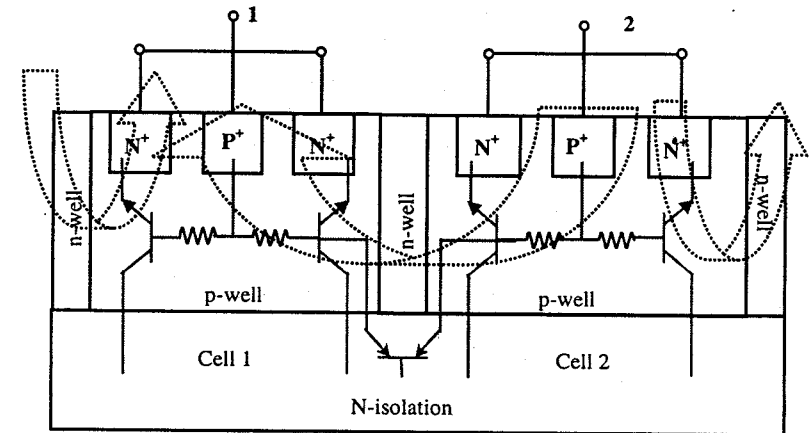 1
2
N+ P+ N+ N+ P+ N+
n-well n-well n-well
p-well p-well
Cell 1 Cell 2
N-isolation